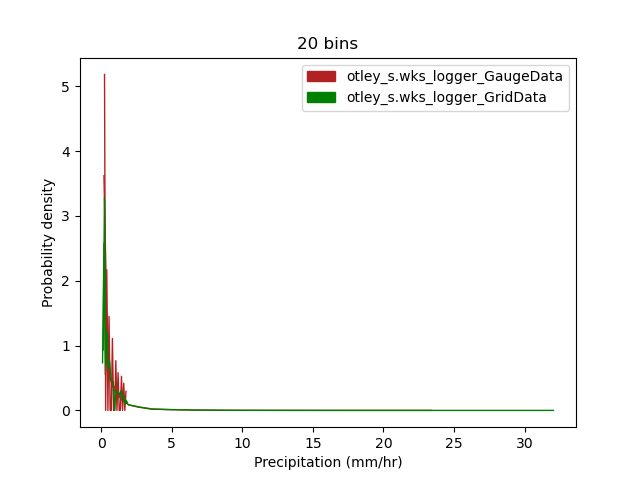 20 bins
otley_s.wks_logger_GaugeData
otley_s.wks_logger_GridData
Probability density
5
4
3
2
1
0
0 5 10 15 20 25 30
Precipitation (mm/hr)